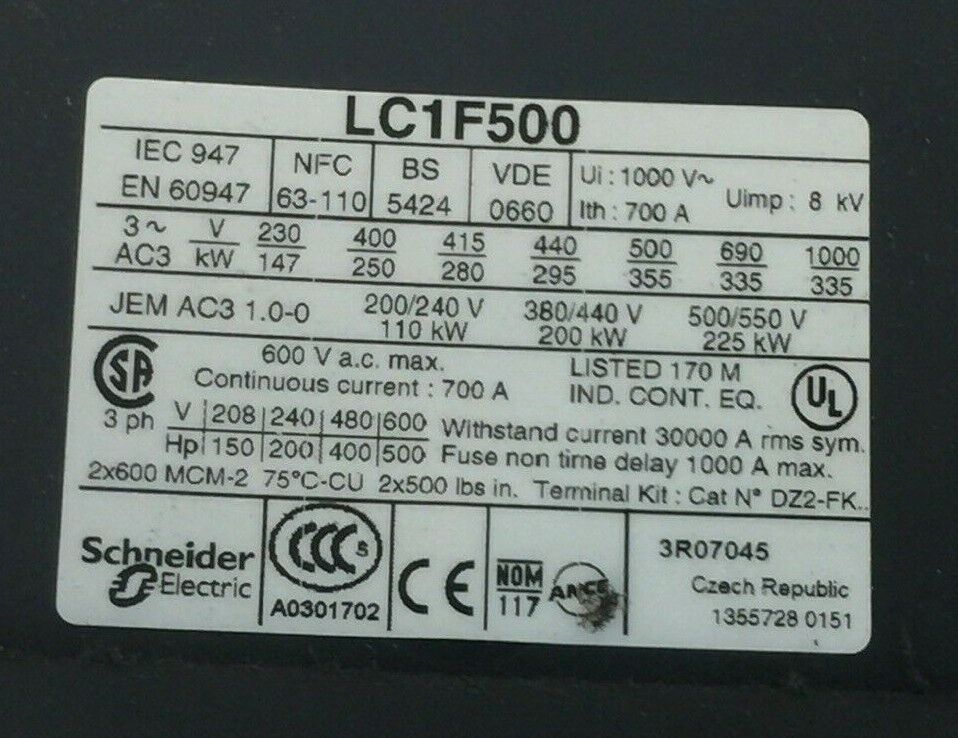 LC1F500
IEC 947
EN 60947
NFC
63-110
BS
5424
VDE
0660
Ui : 1000 V~
Ith : 700 A
Uimp : 8 kV
3~ V 230 400 415 440 500 690 1000
AC3 kW 147 250 280 295 355 335 335
JEM AC3 1.0-0 200/240 V 380/440 V 500/550 V
110 kW 200 kW 225 kW
SA
600 V a.c. max.
Continuous current : 700 A
LISTED 170 M
IND. CONT. EQ.
UL
3 ph V 208 240 480 600 Withstand current 30000 A rms sym.
Hp 150 200 400 500 Fuse non time delay 1000 A max.
2x600 MCM-2 75°C-CU 2x500 lbs in. Terminal Kit : Cat N° DZ2-FK..
Schneider
Electric
CCC S
A0301702
CE
NOM
117
ANCE
3R07045
Czech Republic
1355728 0151